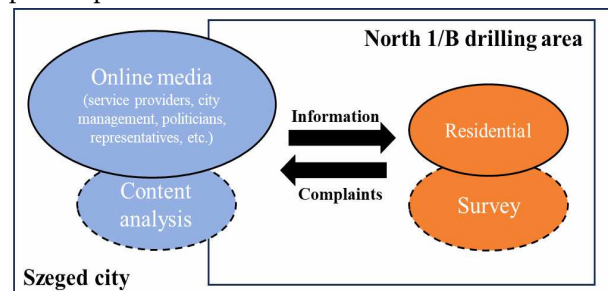 North 1/B drilling area
Online media
(service providers, city
management, politicians,
representatives, etc.)
Content
analysis
Information
Complaints
Residential
Survey
Szeged city